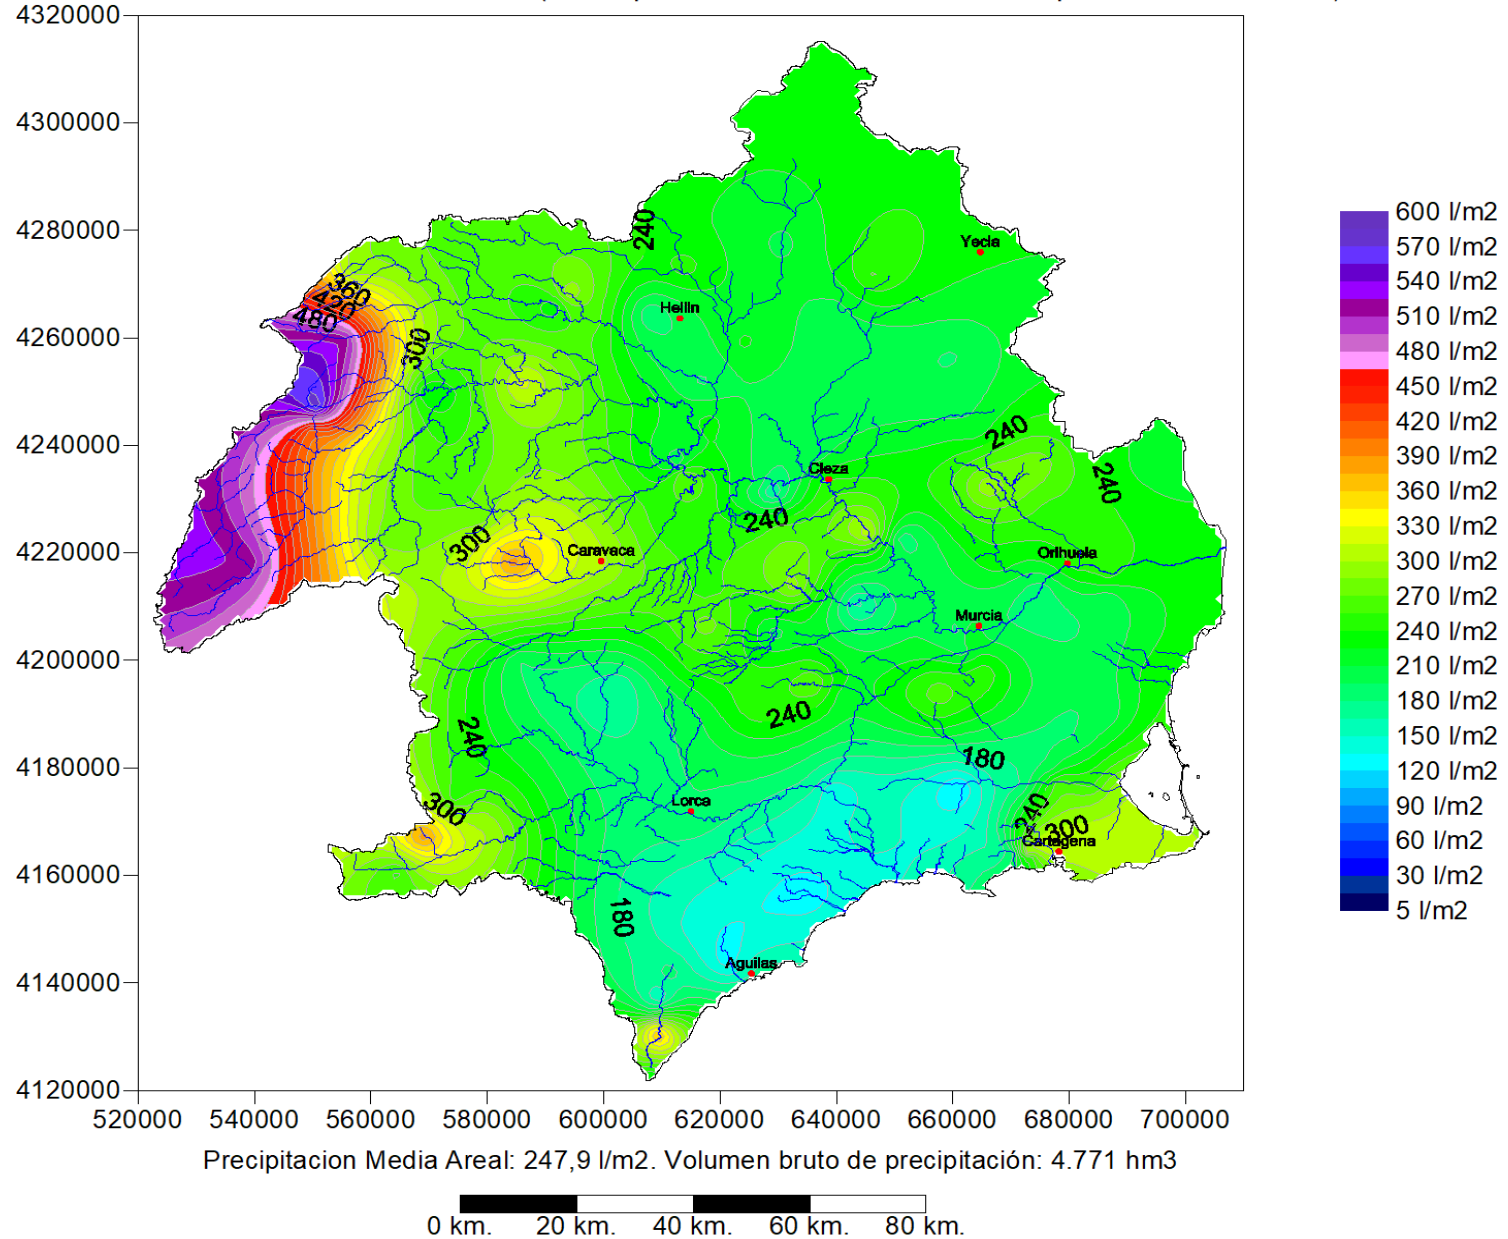 4320000
4300000
4280000
4260000
4240000
4220000
4200000
4180000
4160000
4140000
4120000
520000 540000 560000 580000 600000 620000 640000 660000 680000 700000
240
Yecla
360
420
480
Hellin
300
240
240
Cieza
240
300
Caravaca
Orihuela
Murcia
240
240
180
300
Lorca
240
300
Cartagena
180
Aguilas
600 l/m2
570 l/m2
540 l/m2
510 l/m2
480 l/m2
450 l/m2
420 l/m2
390 l/m2
360 l/m2
330 l/m2
300 l/m2
270 l/m2
240 l/m2
210 l/m2
180 l/m2
150 l/m2
120 l/m2
90 l/m2
60 l/m2
30 l/m2
5 l/m2
Precipitacion Media Areal: 247,9 l/m2. Volumen bruto de precipitación: 4.771 hm3
0 km. 20 km. 40 km. 60 km. 80 km.